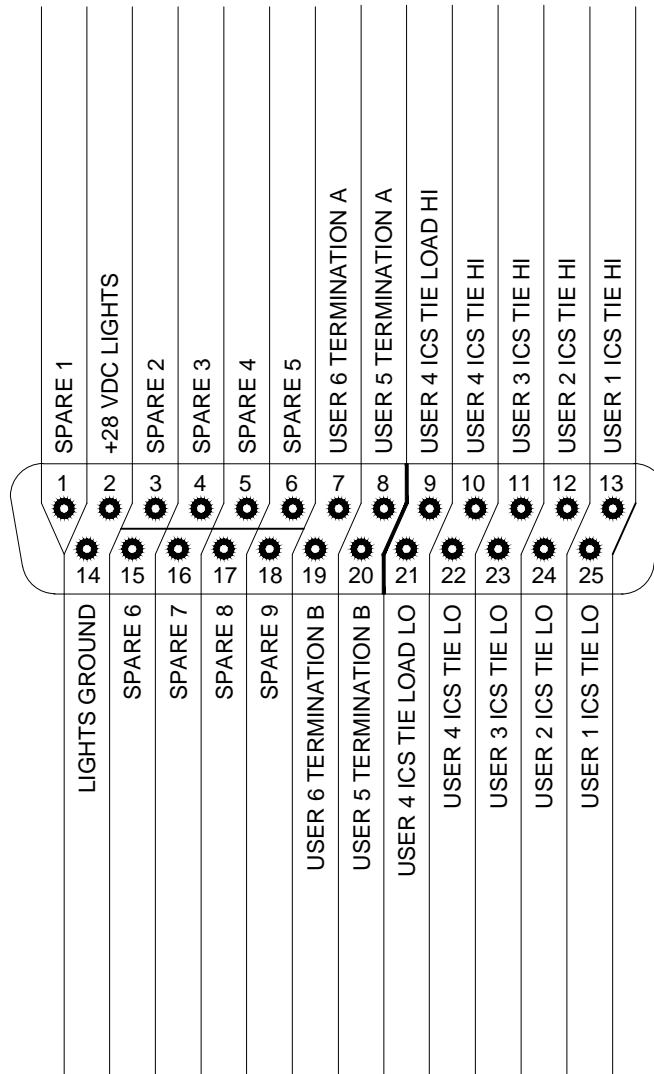 SPARE 1
+28 VDC LIGHTS
SPARE 2
SPARE 3
SPARE 4
SPARE 5
USER 6 TERMINATION A
USER 5 TERMINATION A
USER 4 ICS TIE LOAD HI
USER 4 ICS TIE HI
USER 3 ICS TIE HI
USER 2 ICS TIE HI
USER 1 ICS TIE HI
1 2 3 4 5 6 7 8 9 10 11 12 13
14 15 16 17 18 19 20 21 22 23 24 25
LIGHTS GROUND
SPARE 6
SPARE 7
SPARE 8
SPARE 9
USER 6 TERMINATION B
USER 5 TERMINATION B
USER 4 ICS TIE LOAD LO
USER 4 ICS TIE LO
USER 3 ICS TIE LO
USER 2 ICS TIE LO
USER 1 ICS TIE LO